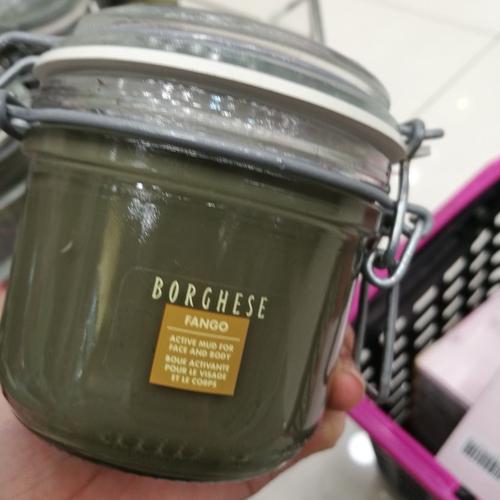 BORGHESE
FANGO
ACTIVE MUD FOR
FACE AND BODY
BOUE ACTIVANTE
POUR LE VISAGE
ET LE CORPS